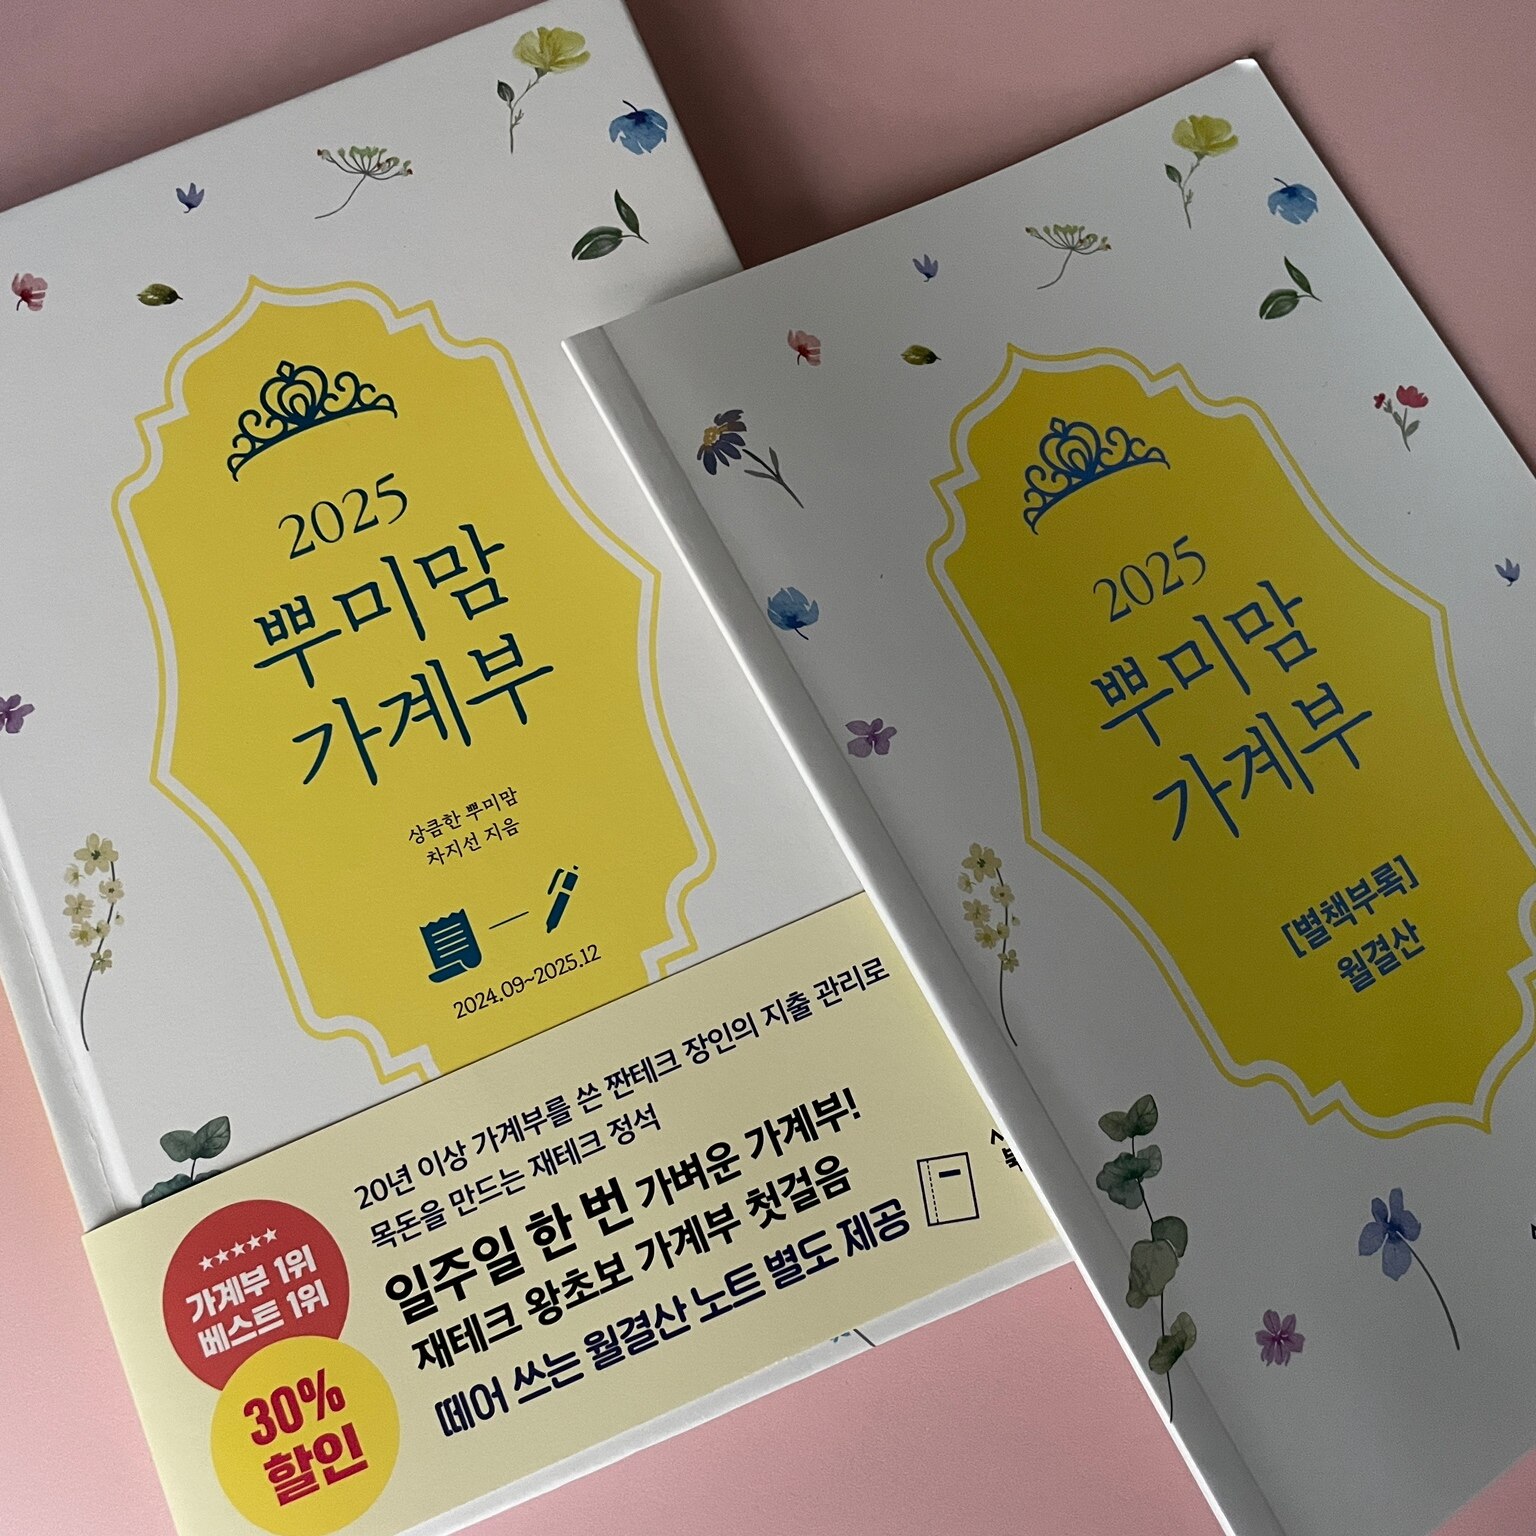 2025
뿌미맘
가계부
상큼한 뿌미맘
차지선 지음
2024.09~2025.12
20년 이상 가계부를 쓴 짠테크 장인의 지출 관리로
목돈을 만드는 재테크 정석
일주일 한 번 가벼운 가계부!
재테크 왕초보 가계부 첫걸음
떼어 쓰는 월결산 노트 별도 제공
가계부 1위
베스트 1위
30%
할인
2025
뿌미맘
가계부
[별책부록]
월결산